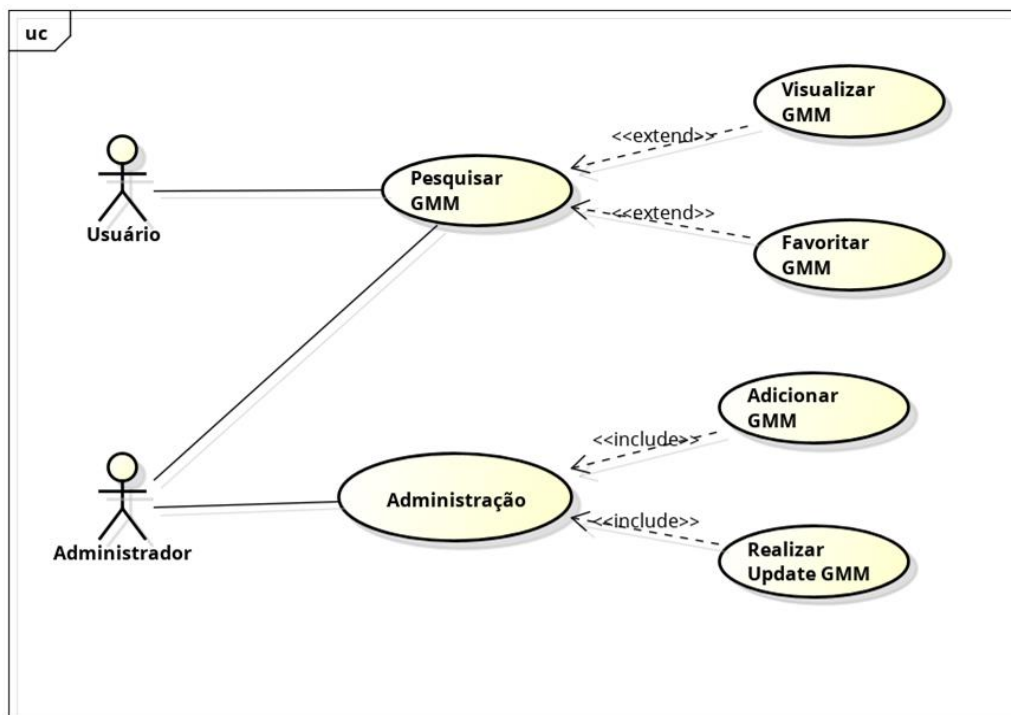 uc
Visualizar
GMM
<<extend>>
Pesquisar
GMM
Usuário
<<extend>>
Favoritar
GMM
Adicionar
GMM
<<include>>
Administração
Administrador
<<include>>
Realizar
Update GMM